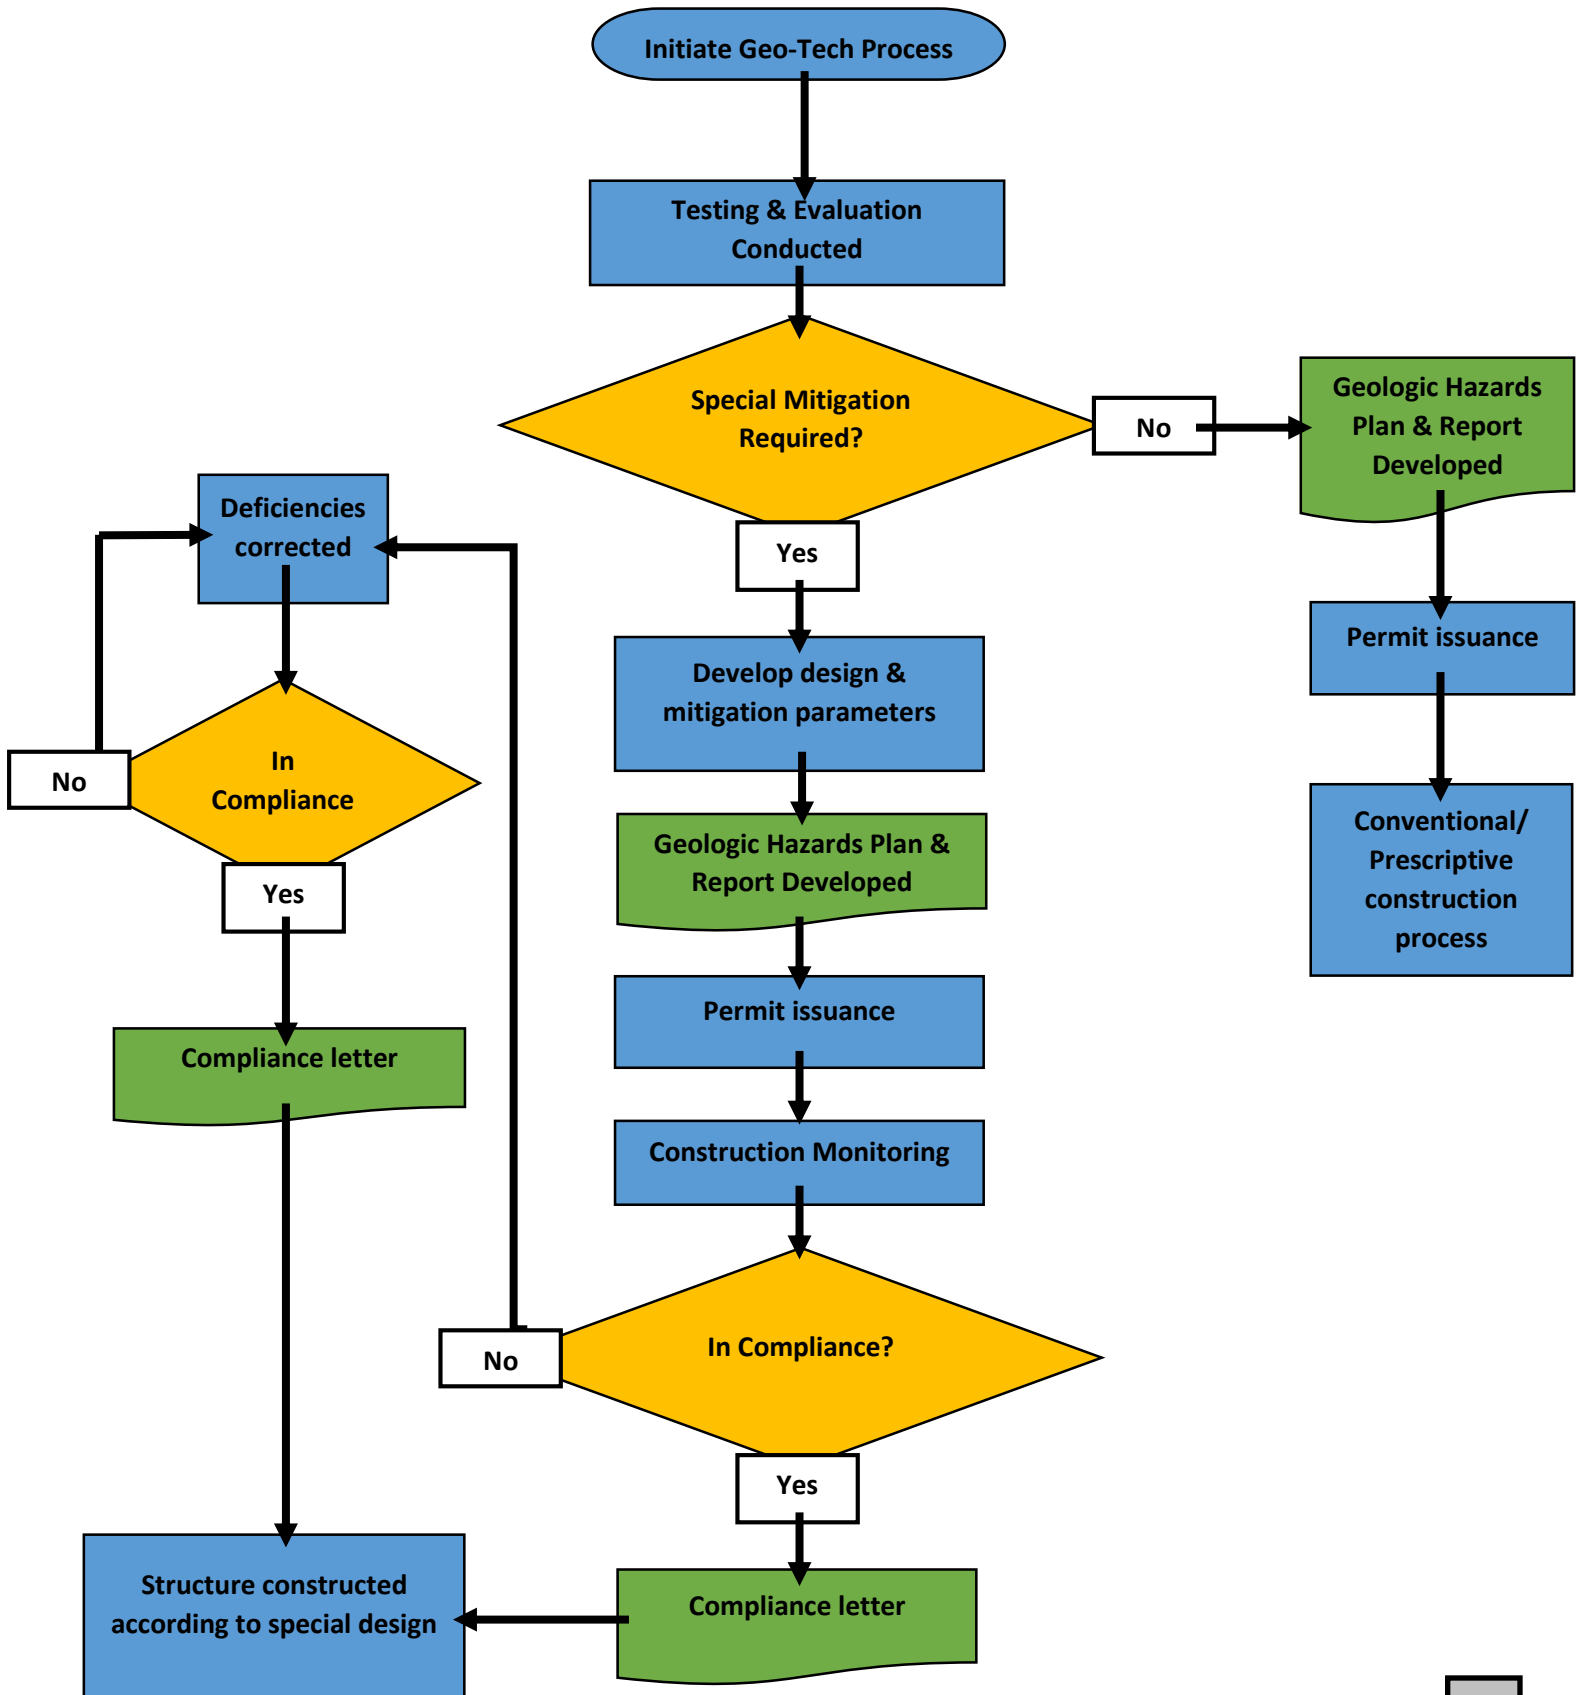 Initiate Geo-Tech Process
Testing & Evaluation
Conducted
Special Mitigation
Required?
No
Geologic Hazards
Plan & Report
Developed
Permit issuance
Conventional/
Prescriptive
construction
process
Yes
Develop design &
mitigation parameters
Geologic Hazards Plan &
Report Developed
Permit issuance
Construction Monitoring
In Compliance?
No
Yes
Compliance letter
Deficiencies
corrected
In
Compliance
No
Yes
Compliance letter
Structure constructed
according to special design